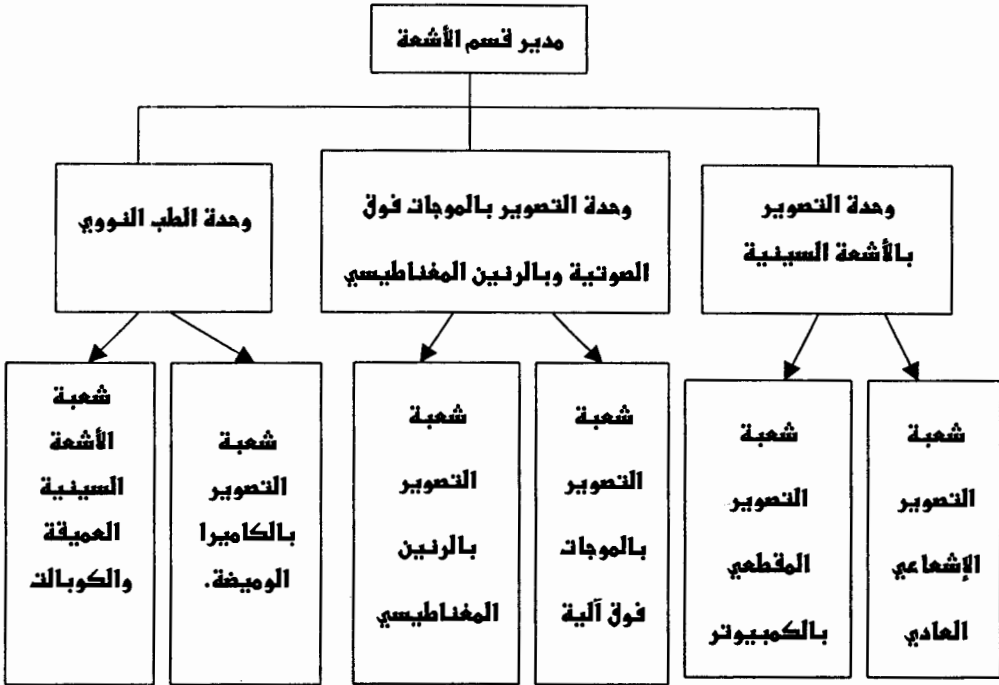 مدير قسم الأشعة
وحدة التصوير
بالأشعة السينية
وحدة التصوير بالموجات فوق
الصوتية وبالرنين المغناطيسي
وحدة الطب النووي
شعبة
التصوير
الإشعاعي
العادي
شعبة
التصوير
المقطعي
بالكمبيوتر
شعبة
التصوير
بالموجات
فوق آلية
شعبة
التصوير
بالرنين
المغناطيسي
شعبة
التصوير
بالكاميرا
الوميضة.
شعبة
الأشعة
السينية
العميقة
والكوبالت